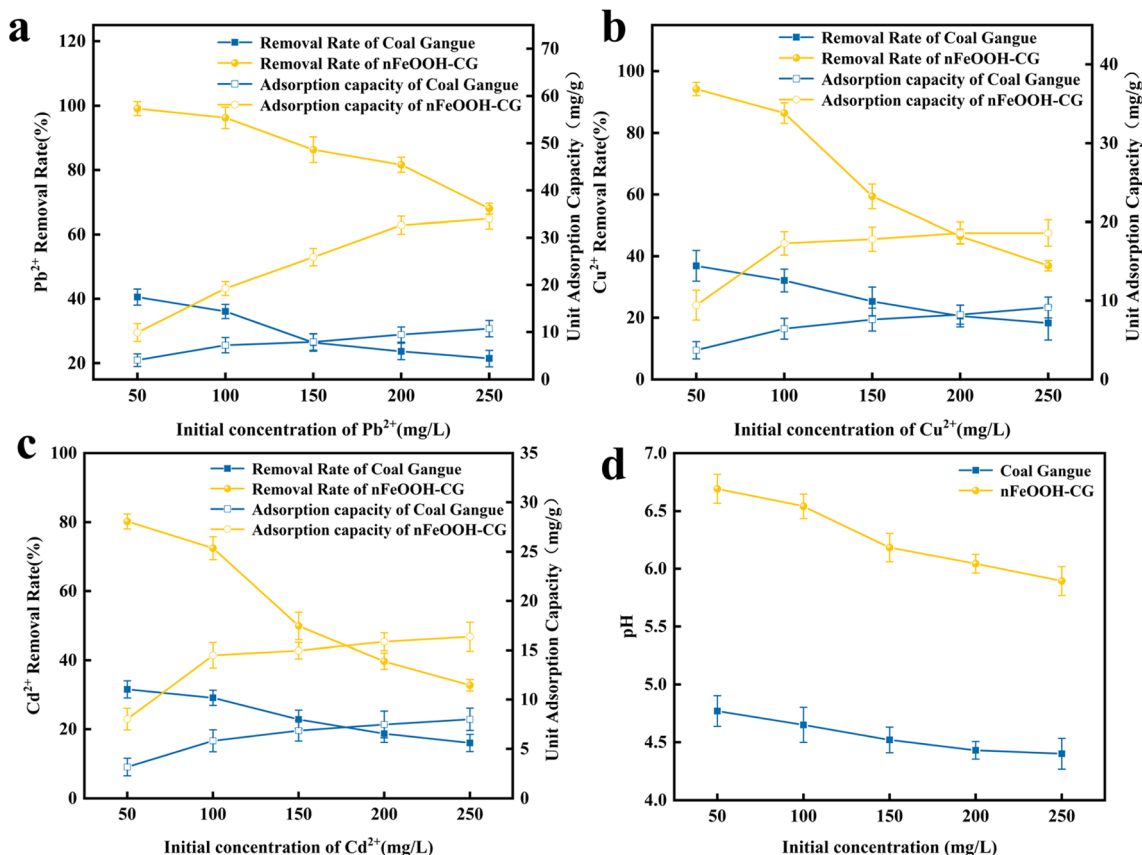 a
Removal Rate of Coal Gangue
Removal Rate of nFeOOH-CG
Adsorption capacity of Coal Gangue
Adsorption capacity of nFeOOH-CG
Pb²⁺ Removal Rate(%)
120
100
80
60
40
20
70
60
50
40
30
20
10
0
Unit Adsorption Capacity（mg/g）
50 100 150 200 250
Initial concentration of Pb²⁺(mg/L)
b
Removal Rate of Coal Gangue
Removal Rate of nFeOOH-CG
Adsorption capacity of Coal Gangue
Adsorption capacity of nFeOOH-CG
Cu²⁺ Removal Rate(%)
100
80
60
40
20
0
40
30
20
10
0
Unit Adsorption Capacity（mg/g）
50 100 150 200 250
Initial concentration of Cu²⁺(mg/L)
c
Removal Rate of Coal Gangue
Removal Rate of nFeOOH-CG
Adsorption capacity of Coal Gangue
Adsorption capacity of nFeOOH-CG
Cd²⁺ Removal Rate(%)
100
80
60
40
20
0
35
30
25
20
15
10
5
0
Unit Adsorption Capacity（mg/g）
50 100 150 200 250
Initial concentration of Cd²⁺(mg/L)
d
Coal Gangue
nFeOOH-CG
pH
7.0
6.5
6.0
5.5
5.0
4.5
4.0
50 100 150 200 250
Initial concentration (mg/L)